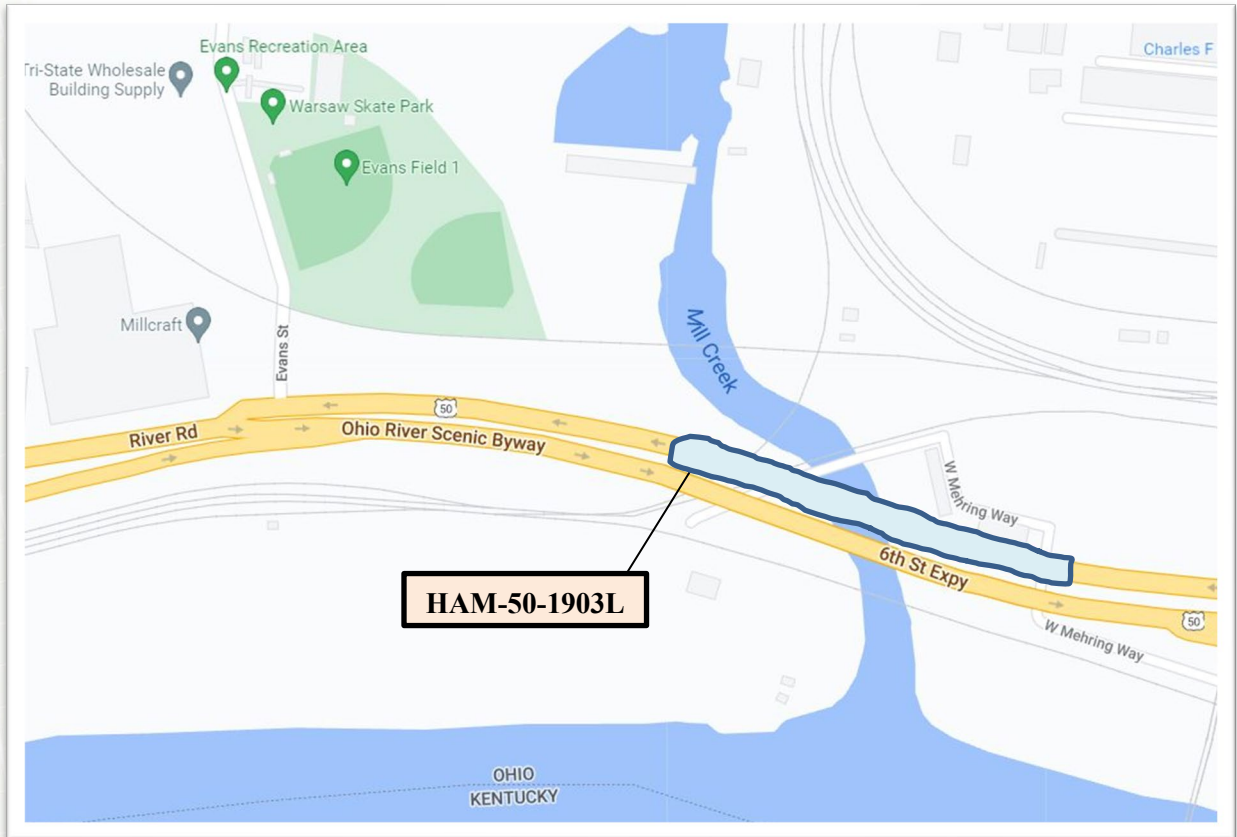 Evans Recreation Area
Tri-State Wholesale
Building Supply
Warsaw Skate Park
Evans Field 1
Charles F
Millcraft
Evans St
Mill Creek
50
River Rd
Ohio River Scenic Byway
W Mehring Way
6th St Expy
HAM-50-1903L
50
W Mehring Way
OHIO
KENTUCKY